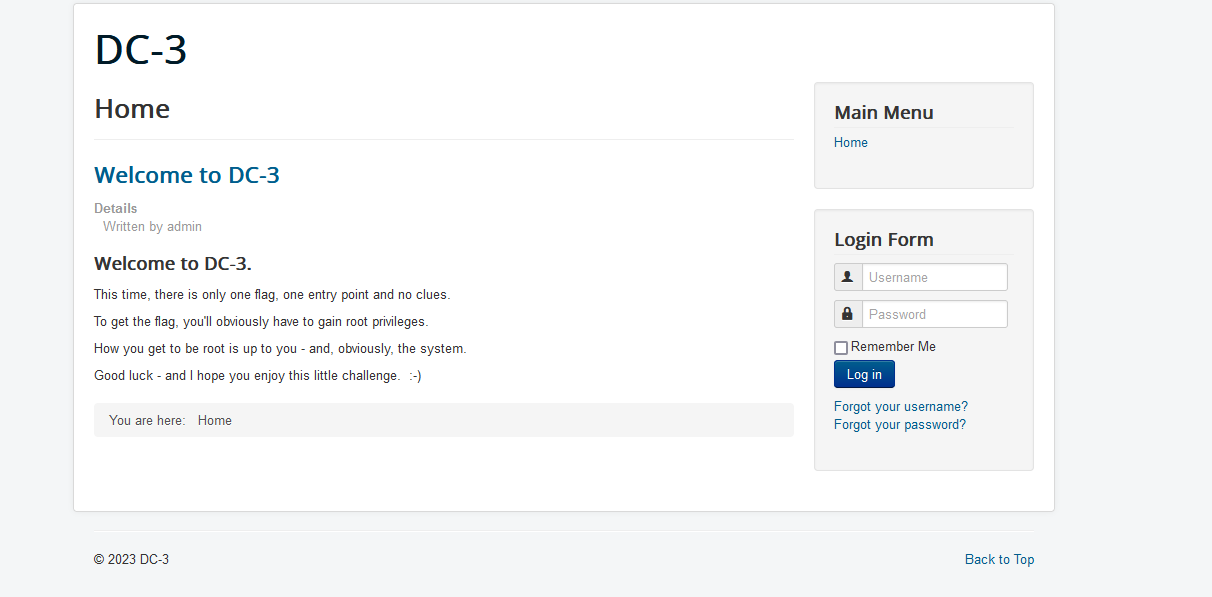 DC-3
Home
Welcome to DC-3
Details
Written by admin
Welcome to DC-3.
This time, there is only one flag, one entry point and no clues.
To get the flag, you'll obviously have to gain root privileges.
How you get to be root is up to you - and, obviously, the system.
Good luck - and I hope you enjoy this little challenge.  :-)
You are here: Home
Main Menu
Home
Login Form
Username
Password
Remember Me
Log in
Forgot your username?
Forgot your password?
© 2023 DC-3
Back to Top